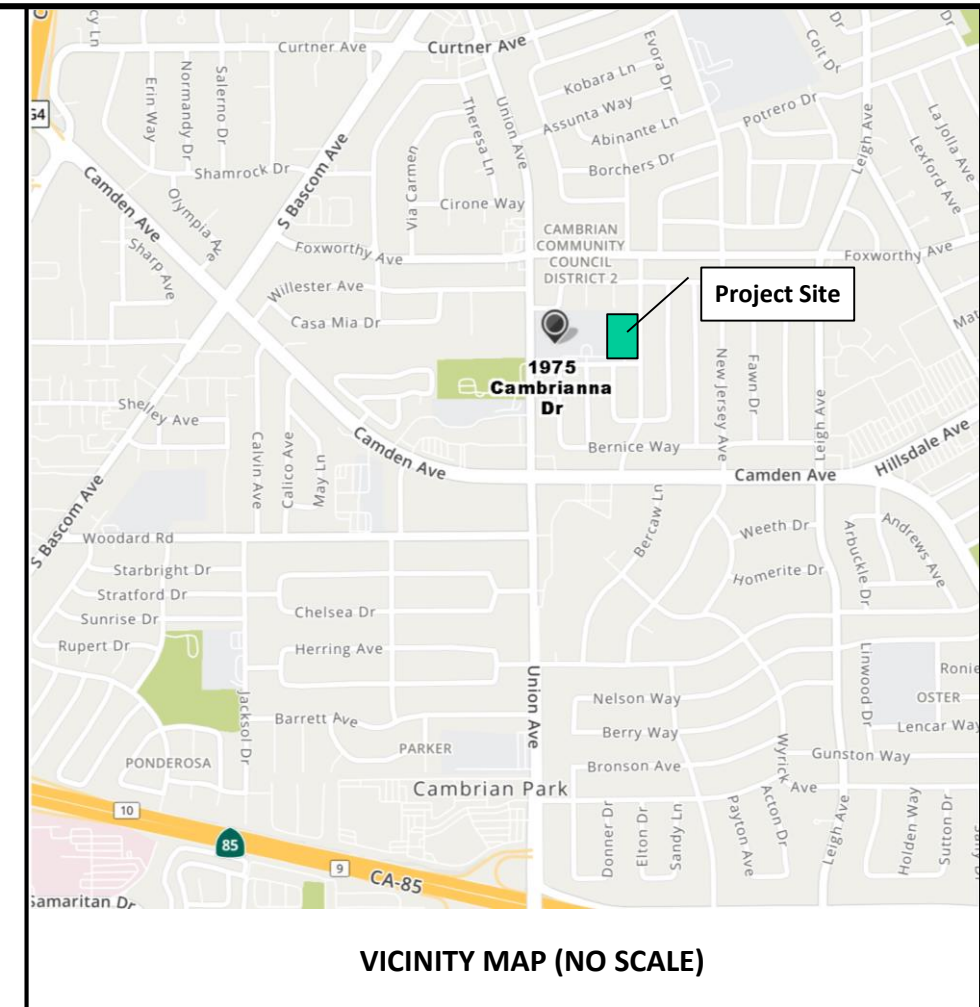 cy Ln
Curtner Ave
Curtner Ave
Evora Dr
Coit Dr
Dr
Erin Way
Normandy Dr
Salerno Dr
Kobara Ln
Theresa Ln
Union Ave
Assunta Way
Potrero Dr
Abinante Ln
Leigh Ave
La Jolla Ave
Lexford Ave
Shamrock Dr
S Bascom Ave
Via Carmen
Borchers Dr
Camden Ave
Olympia Ave
Cirone Way
Sharp Ave
CAMBRIAN
COMMUNITY
COUNCIL
DISTRICT 2
Foxworthy Ave
Foxworthy Ave
Willester Ave
Project Site
Casa Mia Dr
1975
Cambrianna
Dr
New Jersey Ave
Fawn Dr
Leigh Ave
Shelley Ave
Calvin Ave
Calico Ave
May Ln
Camden Ave
Bernice Way
Camden Ave
Hillsdale Ave
S Bascom Ave
Bercaw Ln
Woodard Rd
Weeth Dr
Arbuckle Dr
Andrews Ave
Starbright Dr
Homerite Dr
Stratford Dr
Chelsea Dr
Sunrise Dr
Rupert Dr
Herring Ave
Union Ave
Linwood Dr
Ronie
Nelson Way
OSTER
Jacksol Dr
Barrett Ave
Berry Way
Lencar Way
PARKER
Wyrick Ave
Gunston Way
PONDEROSA
Bronson Ave
Cambrian Park
10
Donner Dr
Elton Dr
Sandy Ln
Payton Ave
Acton Dr
Leigh Ave
Holden Way
Sutton Dr
85
9
CA-85
Samaritan Dr
VICINITY MAP (NO SCALE)